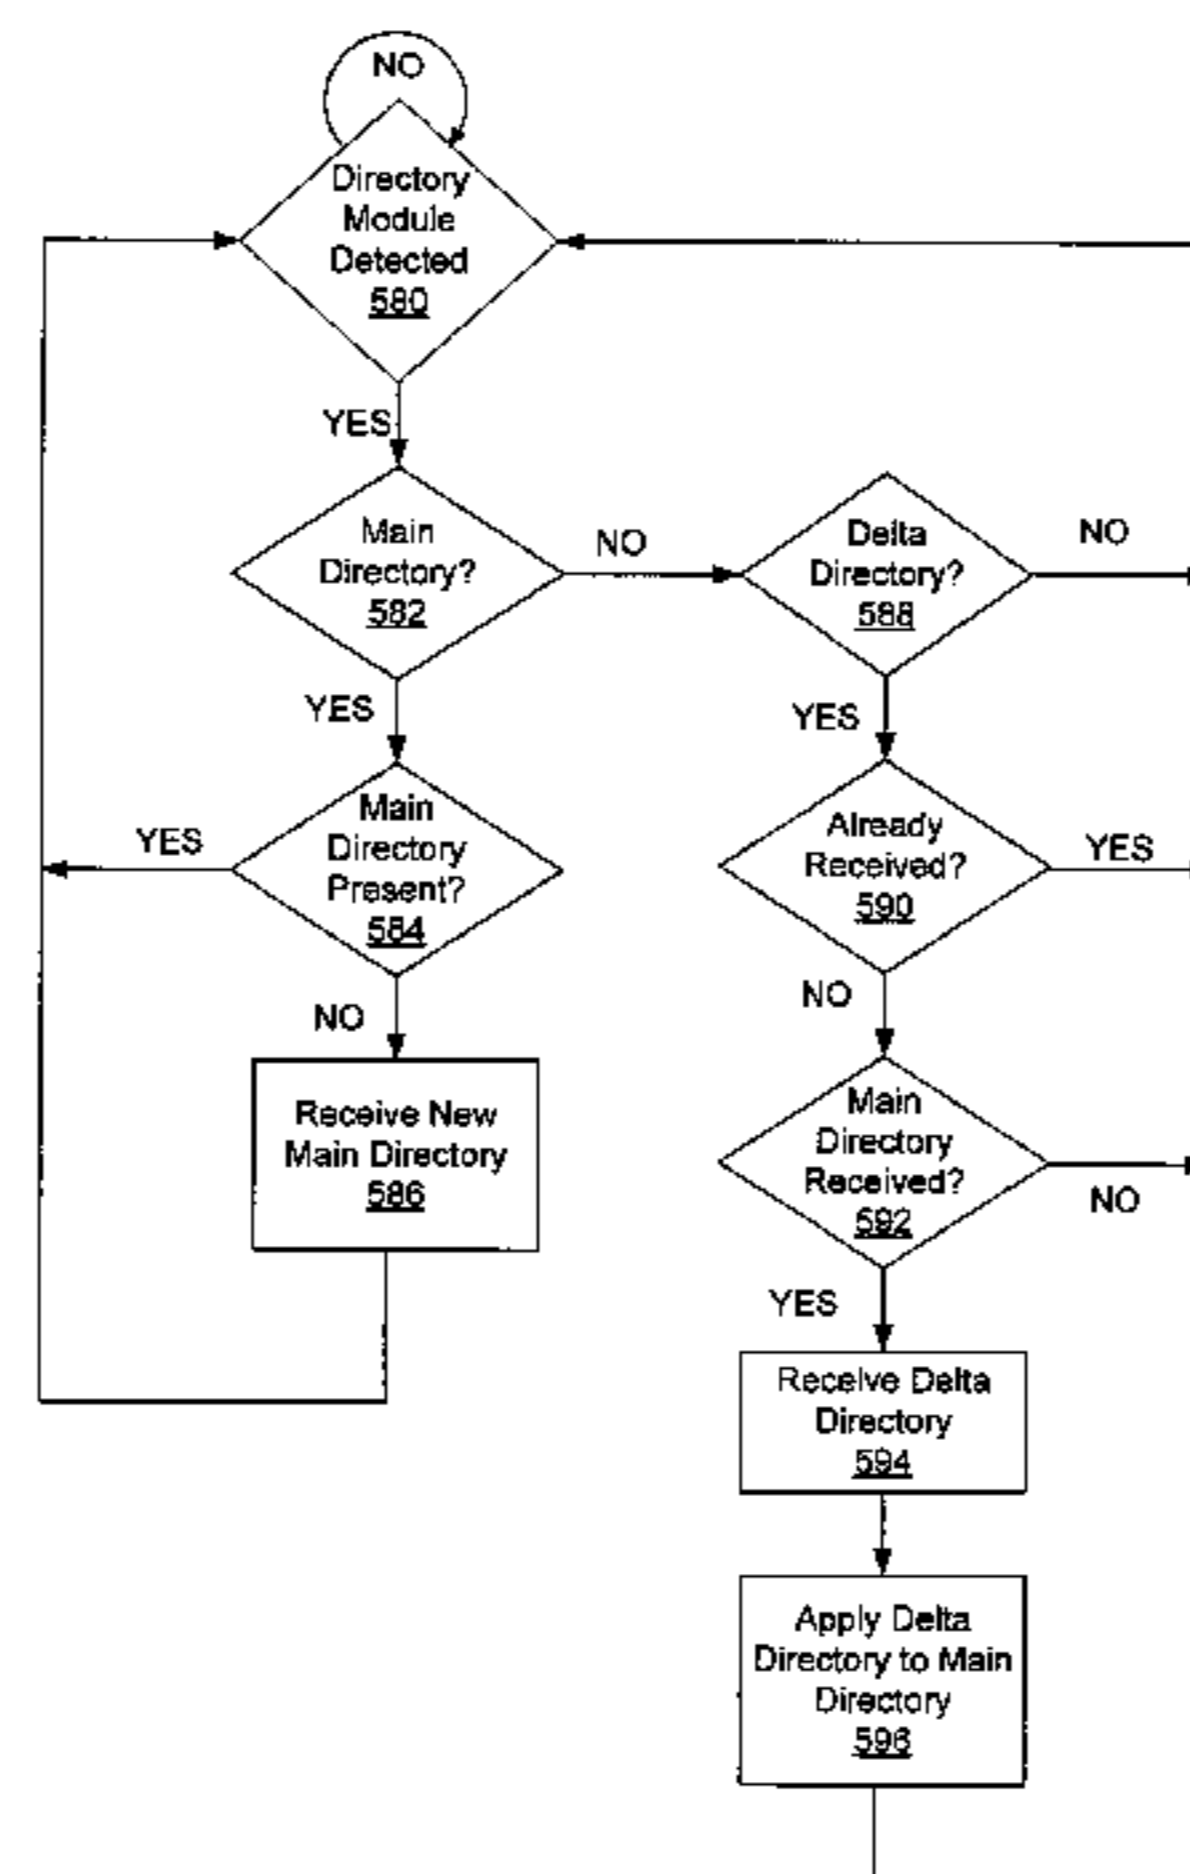 NO
Directory
Module
Detected
580
YES
Main
Directory?
582
NO
Delta
Directory?
588
NO
YES
YES
Main
Directory
Present?
584
YES
Already
Received?
590
YES
NO
NO
Receive New
Main Directory
586
Main
Directory
Received?
592
NO
YES
Receive Delta
Directory
594
Apply Delta
Directory to Main
Directory
596